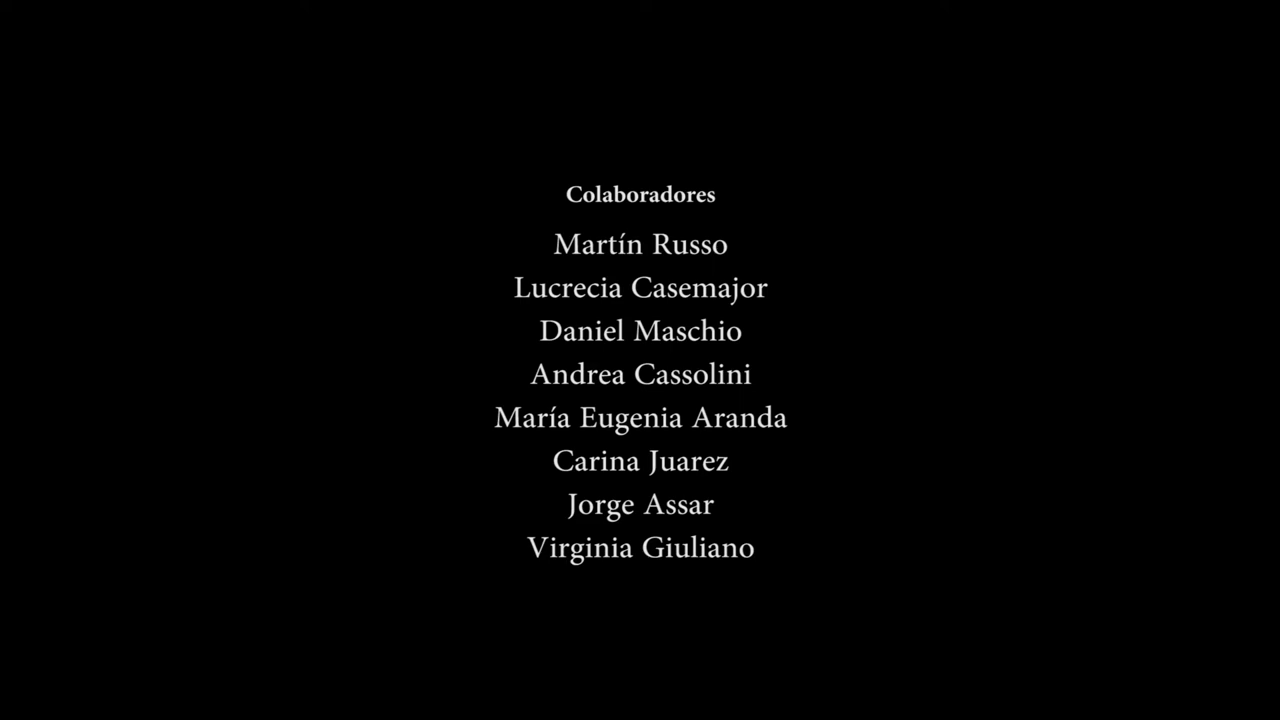 Colaboradores
Martín Russo
Lucrecia Casemajor
Daniel Maschio
Andrea Cassolini
María Eugenia Aranda
Carina Juarez
Jorge Assar
Virginia Giuliano